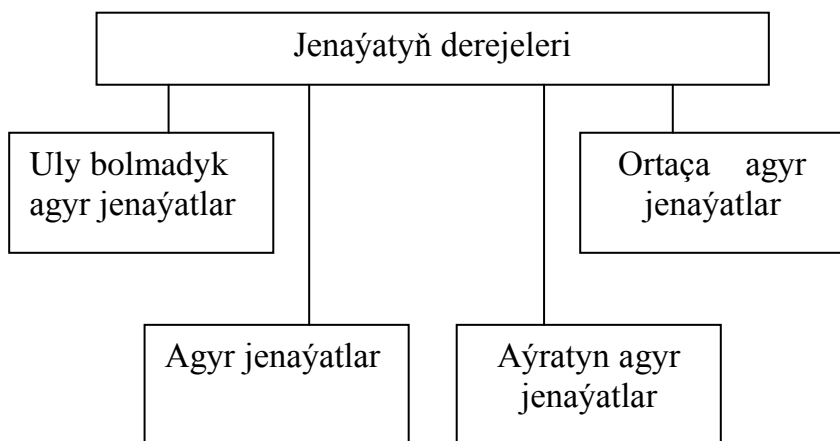 Jenaýatyň derejeleri
Uly bolmadyk
agyr jenaýatlar
Ortaça agyr
jenaýatlar
Agyr jenaýatlar
Aýratyn agyr
jenaýatlar